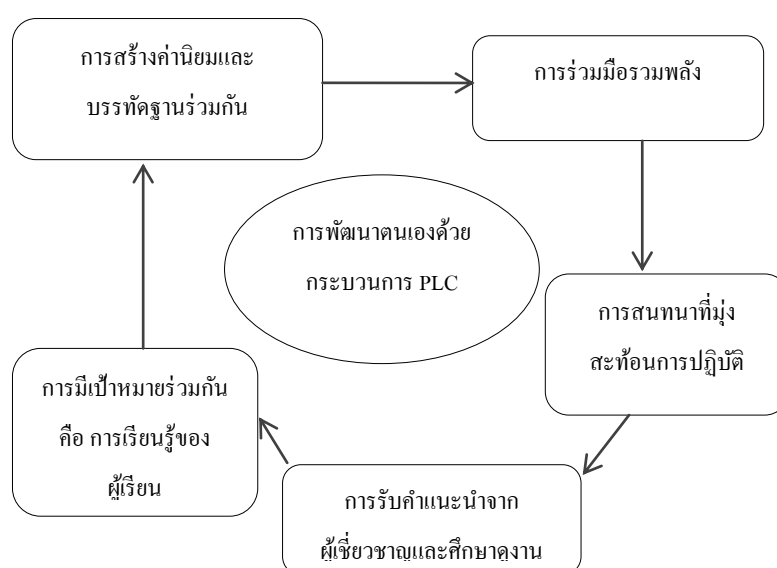 การสร้างค่านิยมและ
บรรทัดฐานร่วมกัน
การร่วมมือรวมพลัง
การพัฒนาตนเองด้วย
กระบวนการ PLC
การสนทนาที่มุ่ง
สะท้อนการปฏิบัติ
การมีเป้าหมายร่วมกัน
คือ การเรียนรู้ของ
ผู้เรียน
การรับคำแนะนำจาก
ผู้เชี่ยวชาญและศึกษาดูงาน